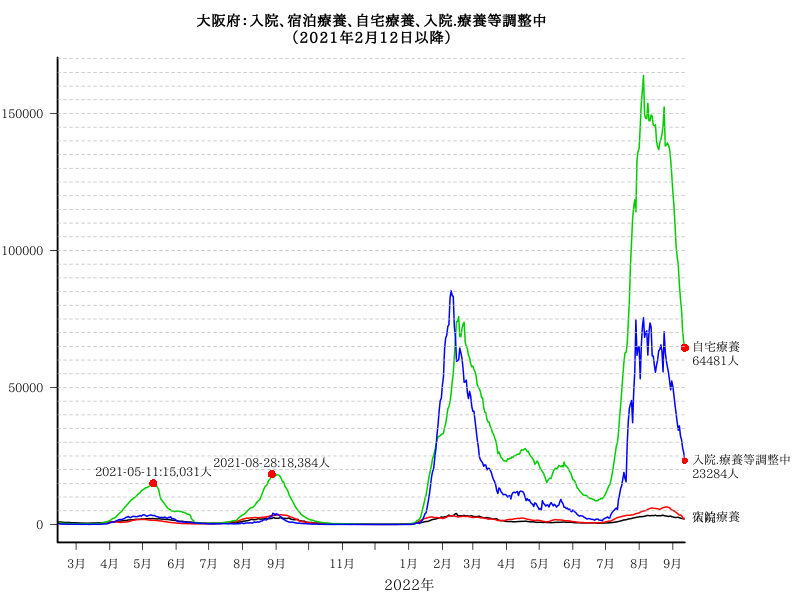 大阪府：入院、宿泊療養、自宅療養、入院.療養等調整中
（2021年2月12日以降）
150000
100000
50000
0
2021-05-11:15,031人
2021-08-28:18,384人
自宅療養
64481人
入院.療養等調整中
23284人
宿泊療養
入院
3月 4月 5月 6月 7月 8月 9月 11月 1月 2月 3月 4月 5月 6月 7月 8月 9月
2022年